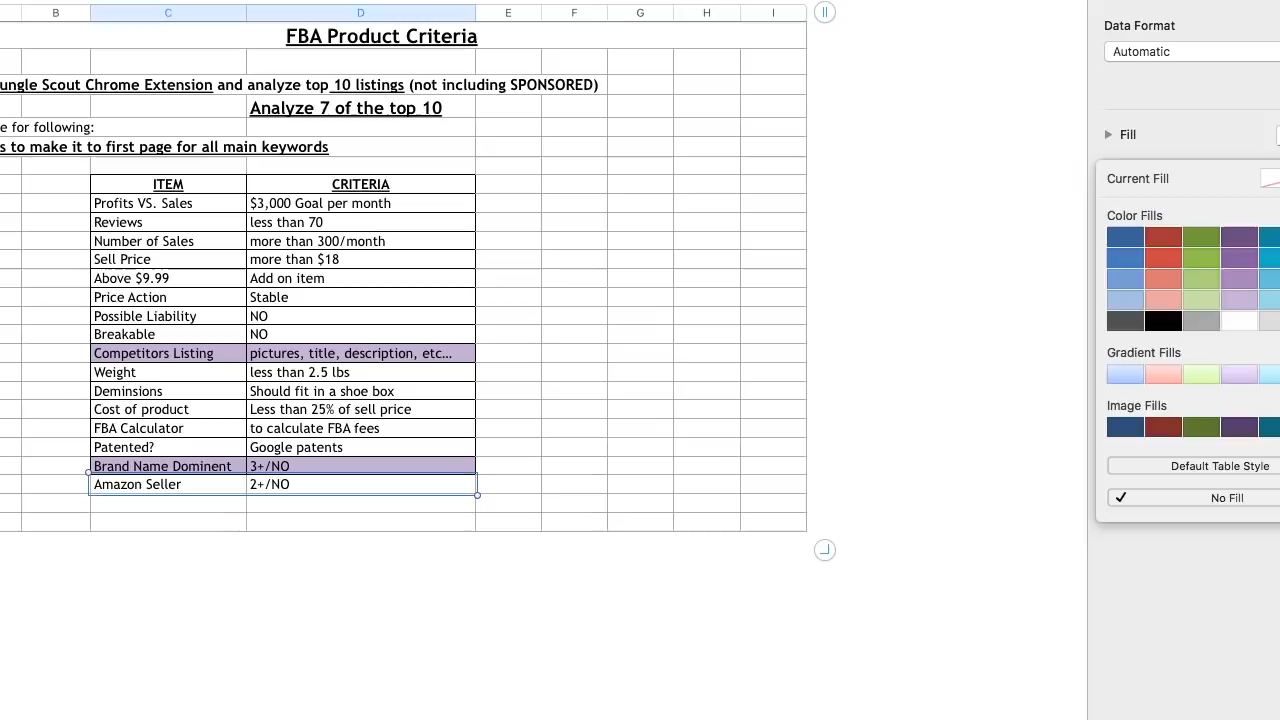 B C D E F G H I
FBA Product Criteria
ungle Scout Chrome Extension and analyze top 10 listings (not including SPONSORED)
Analyze 7 of the top 10
e for following:
s to make it to first page for all main keywords
ITEM CRITERIA
Profits VS. Sales $3,000 Goal per month
Reviews less than 70
Number of Sales more than 300/month
Sell Price more than $18
Above $9.99 Add on item
Price Action Stable
Possible Liability NO
Breakable NO
Competitors Listing pictures, title, description, etc...
Weight less than 2.5 lbs
Deminsions Should fit in a shoe box
Cost of product Less than 25% of sell price
FBA Calculator to calculate FBA fees
Patented? Google patents
Brand Name Dominent 3+/NO
Amazon Seller 2+/NO
Data Format
Automatic
Fill
Current Fill
Color Fills
Gradient Fills
Image Fills
Default Table Style
No Fill